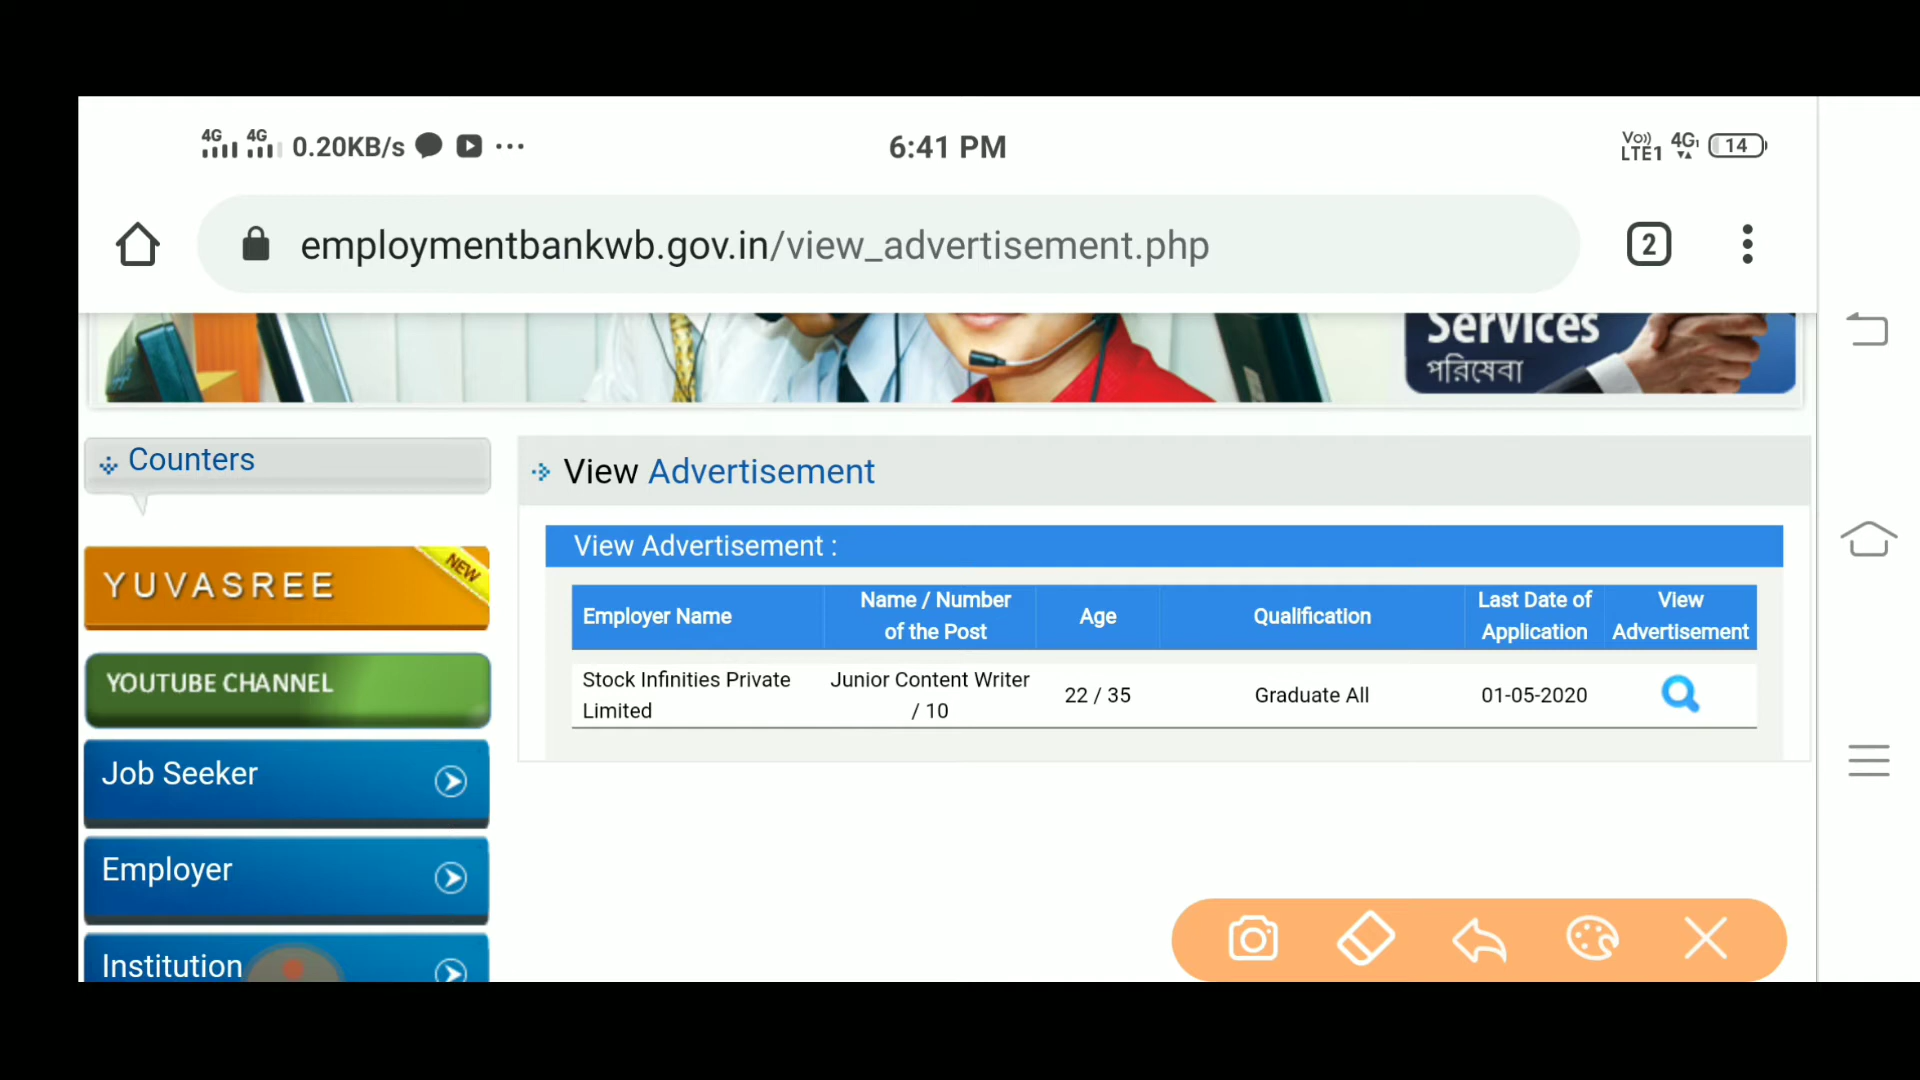 4G 4G 0.20KB/s ... 6:41 PM Vo)) LTE1 4G1 14
employmentbankwb.gov.in/view_advertisement.php 2
Services
পরিষেবা
Counters
View Advertisement
YUVASREE NEW
View Advertisement :
Employer Name
Name / Number
of the Post
Age
Qualification
Last Date of
Application
View
Advertisement
Stock Infinities Private
Limited
Junior Content Writer
/ 10
22 / 35
Graduate All
01-05-2020
YOUTUBE CHANNEL
Job Seeker
Employer
Institution